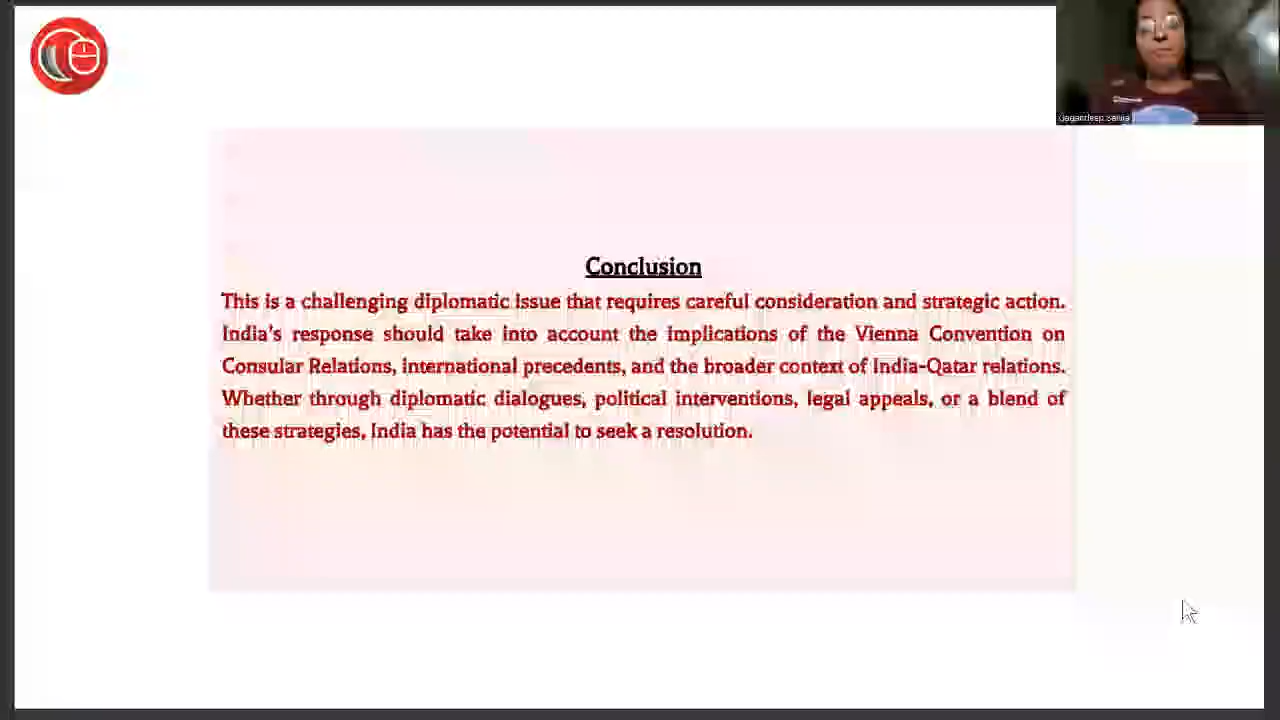 Conclusion
This is a challenging diplomatic issue that requires careful consideration and strategic action.
India's response should take into account the implications of the Vienna Convention on
Consular Relations, international precedents, and the broader context of India-Qatar relations.
Whether through diplomatic dialogues, political interventions, legal appeals, or a blend of
these strategies, India has the potential to seek a resolution.